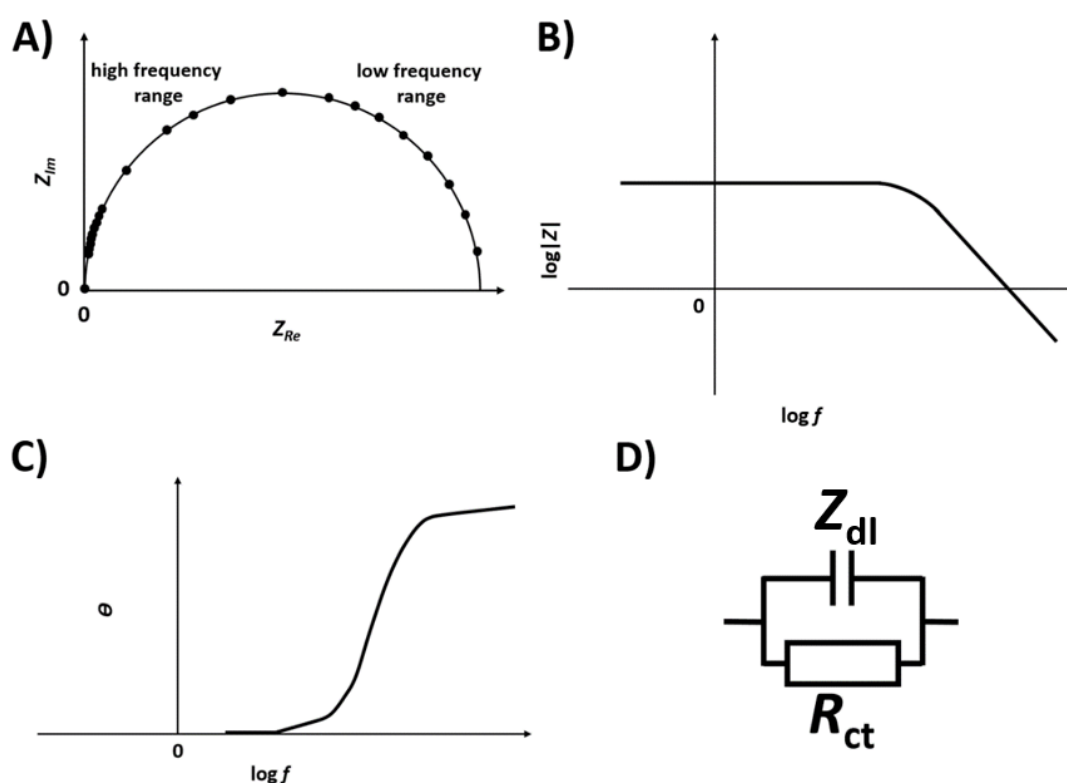 A)
high frequency
range
low frequency
range
Z_Im
0
0
Z_Re
B)
log|Z|
0
log f
C)
θ
0
log f
D)
Z_dl
R_ct